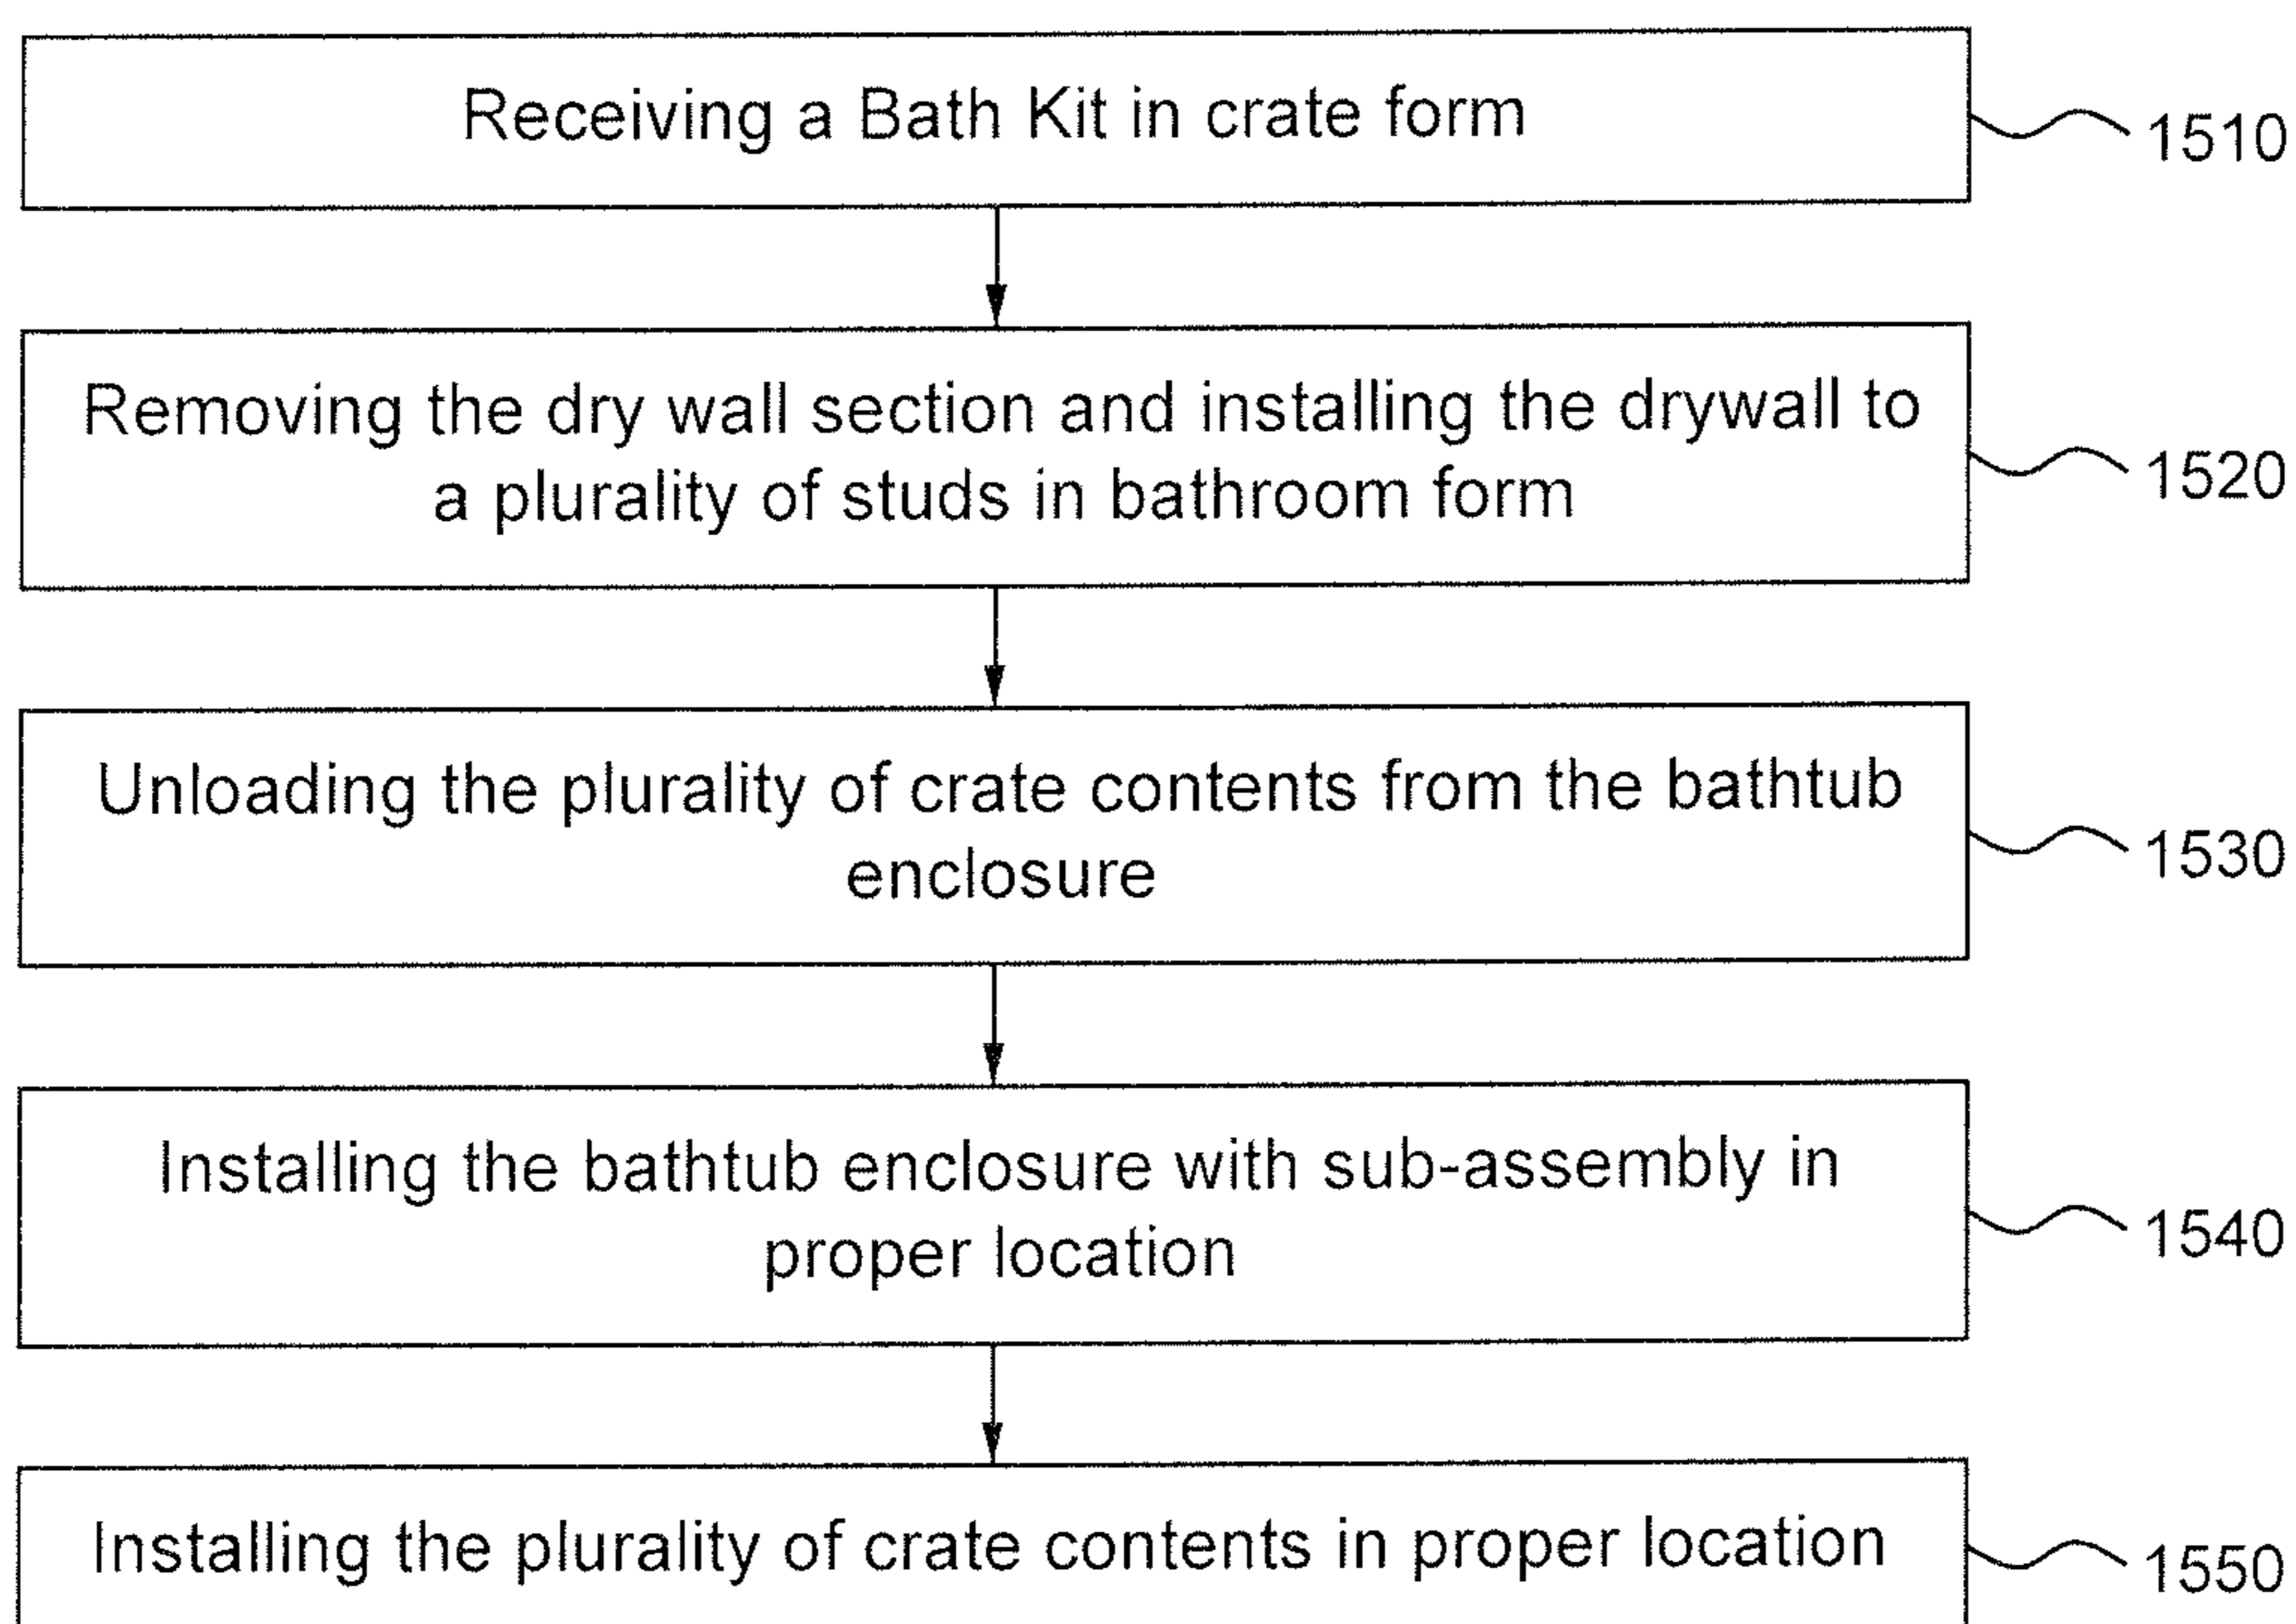 Receiving a Bath Kit in crate form
1510
Removing the dry wall section and installing the drywall to
a plurality of studs in bathroom form
1520
Unloading the plurality of crate contents from the bathtub
enclosure
1530
Installing the bathtub enclosure with sub-assembly in
proper location
1540
Installing the plurality of crate contents in proper location
1550